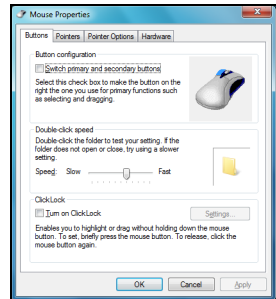 Mouse Properties
Buttons Pointers Pointer Options Hardware
Button configuration
Switch primary and secondary buttons
Select this check box to make the button on the
right the one you use for primary functions such
as selecting and dragging.
Double-click speed
Double-click the folder to test your setting. If the
folder does not open or close, try using a slower
setting.
Speed: Slow Fast
ClickLock
Turn on ClickLock Settings...
Enables you to highlight or drag without holding down the mouse
button. To set, briefly press the mouse button. To release, click the
mouse button again.
OK Cancel Apply